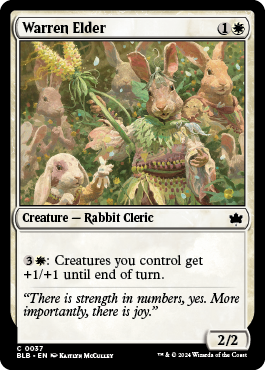 Warren Elder 1
Creature — Rabbit Cleric
3: Creatures you control get
+1/+1 until end of turn.
"There is strength in numbers, yes. More
importantly, there is joy."
2/2
C 0037
BLB • EN Kaitlyn McCulley ™ & © 2024 Wizards of the Coast